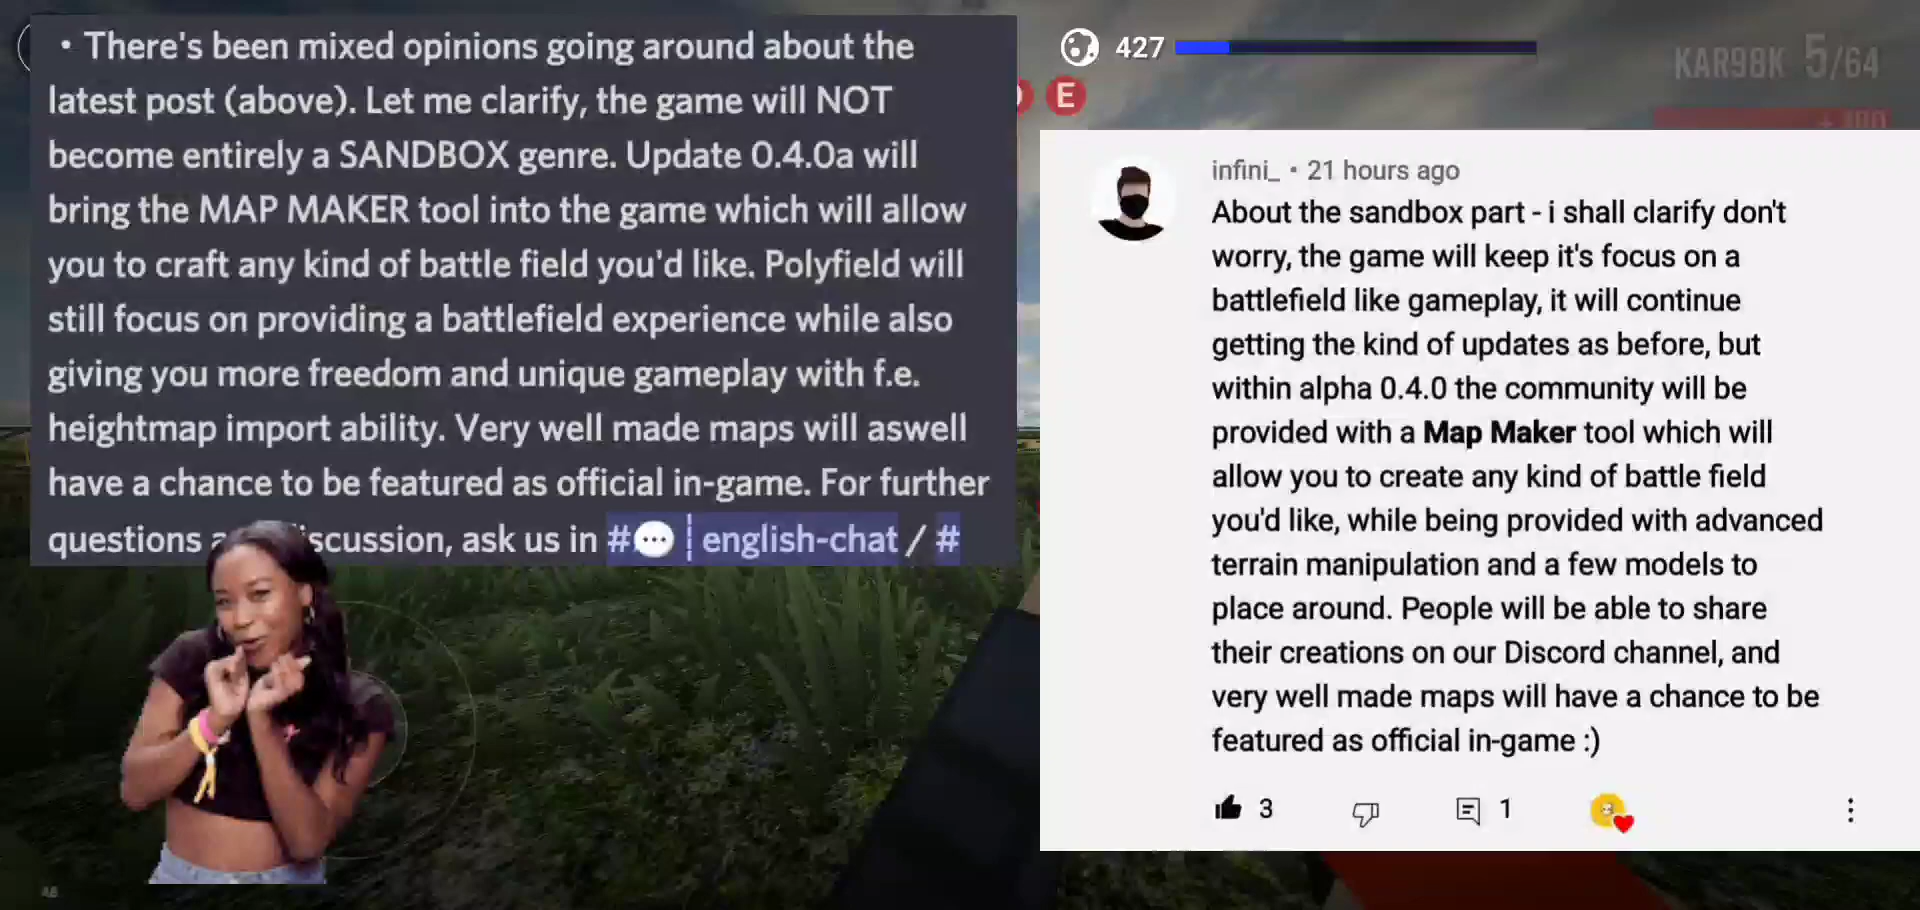 • There's been mixed opinions going around about the
latest post (above). Let me clarify, the game will NOT
become entirely a SANDBOX genre. Update 0.4.0a will
bring the MAP MAKER tool into the game which will allow
you to craft any kind of battle field you'd like. Polyfield will
still focus on providing a battlefield experience while also
giving you more freedom and unique gameplay with f.e.
heightmap import ability. Very well made maps will aswell
have a chance to be featured as official in-game. For further
questions scussion, ask us in #💬┆english-chat / #
427
E
KAR98K 5/64
infini_ • 21 hours ago
About the sandbox part - i shall clarify don't
worry, the game will keep it's focus on a
battlefield like gameplay, it will continue
getting the kind of updates as before, but
within alpha 0.4.0 the community will be
provided with a Map Maker tool which will
allow you to create any kind of battle field
you'd like, while being provided with advanced
terrain manipulation and a few models to
place around. People will be able to share
their creations on our Discord channel, and
very well made maps will have a chance to be
featured as official in-game :)
3
1